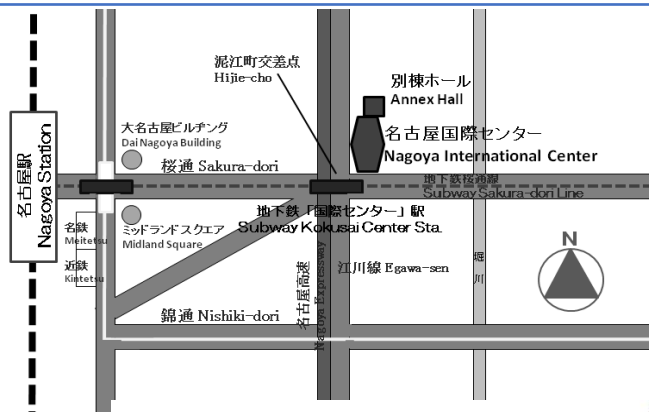 泥江町交差点
Hijie-cho
別棟ホール
Annex Hall
大名古屋ビルヂング
Dai Nagoya Building
名古屋国際センター
Nagoya International Center
桜通 Sakura-dori
地下鉄桜通線
Subway Sakura-dori Line
名古屋駅
Nagoya Station
地下鉄「国際センター」駅
Subway Kokusai Center Sta.
名鉄
Meitetsu
ミッドランドスクエア
Midland Square
近鉄
Kintetsu
名古屋高速
Nagoya Expressway
江川線 Egawa-sen
堀川
N
錦通 Nishiki-dori